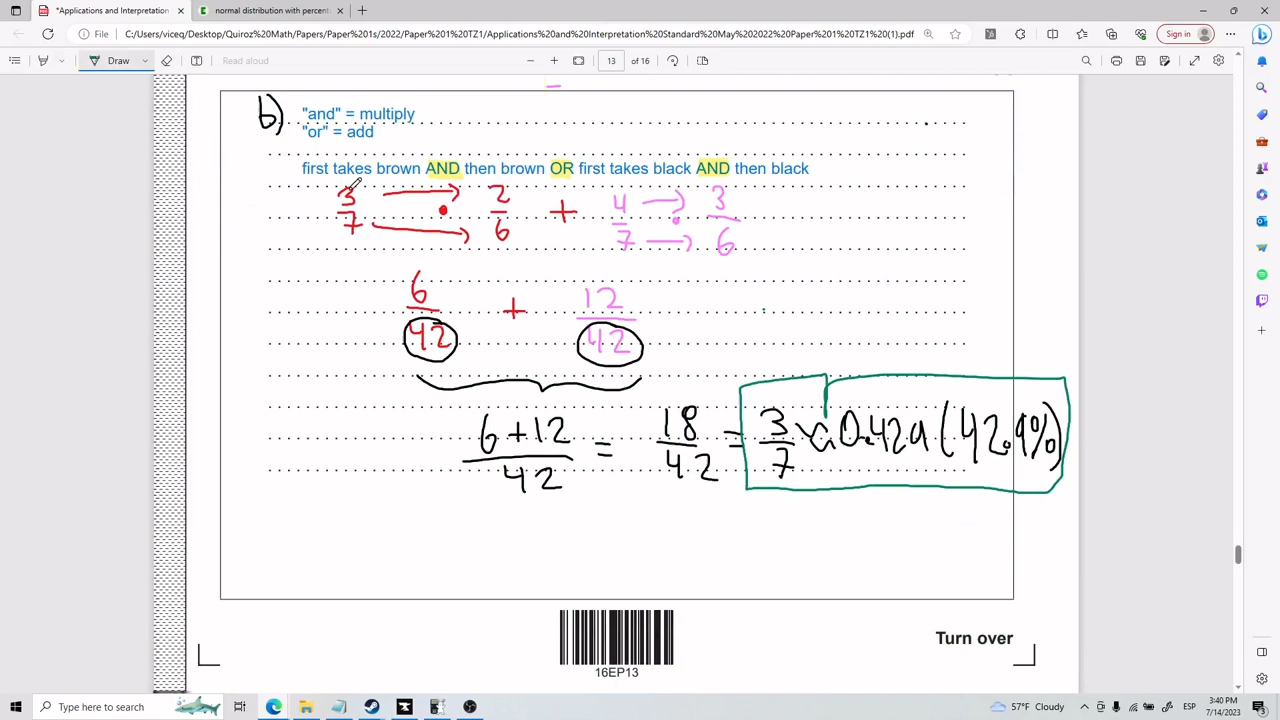 *Applications and Interpretation
normal distribution with percent
File
C:/Users/viceq/Desktop/Quiroz%20Math/Papers/Paper%201s/2022/Paper%201%20TZ1/Applications%20and%20Interpretation%20Standard%20May%202022%20Paper%201%20TZ1%20(1).pdf
Sign in
Draw
Read aloud
13 of 16
b)
"and" = multiply
"or" = add
first takes brown AND then brown OR first takes black AND then black
3/7 · 2/6 + 4/7 · 3/6
6/42 + 12/42
6+12/42 = 18/42 = 3/7 ≈ 0.429 (42.9%)
Turn over
16EP13
Type here to search
57°F Cloudy
ESP
3:40 PM
7/14/2023